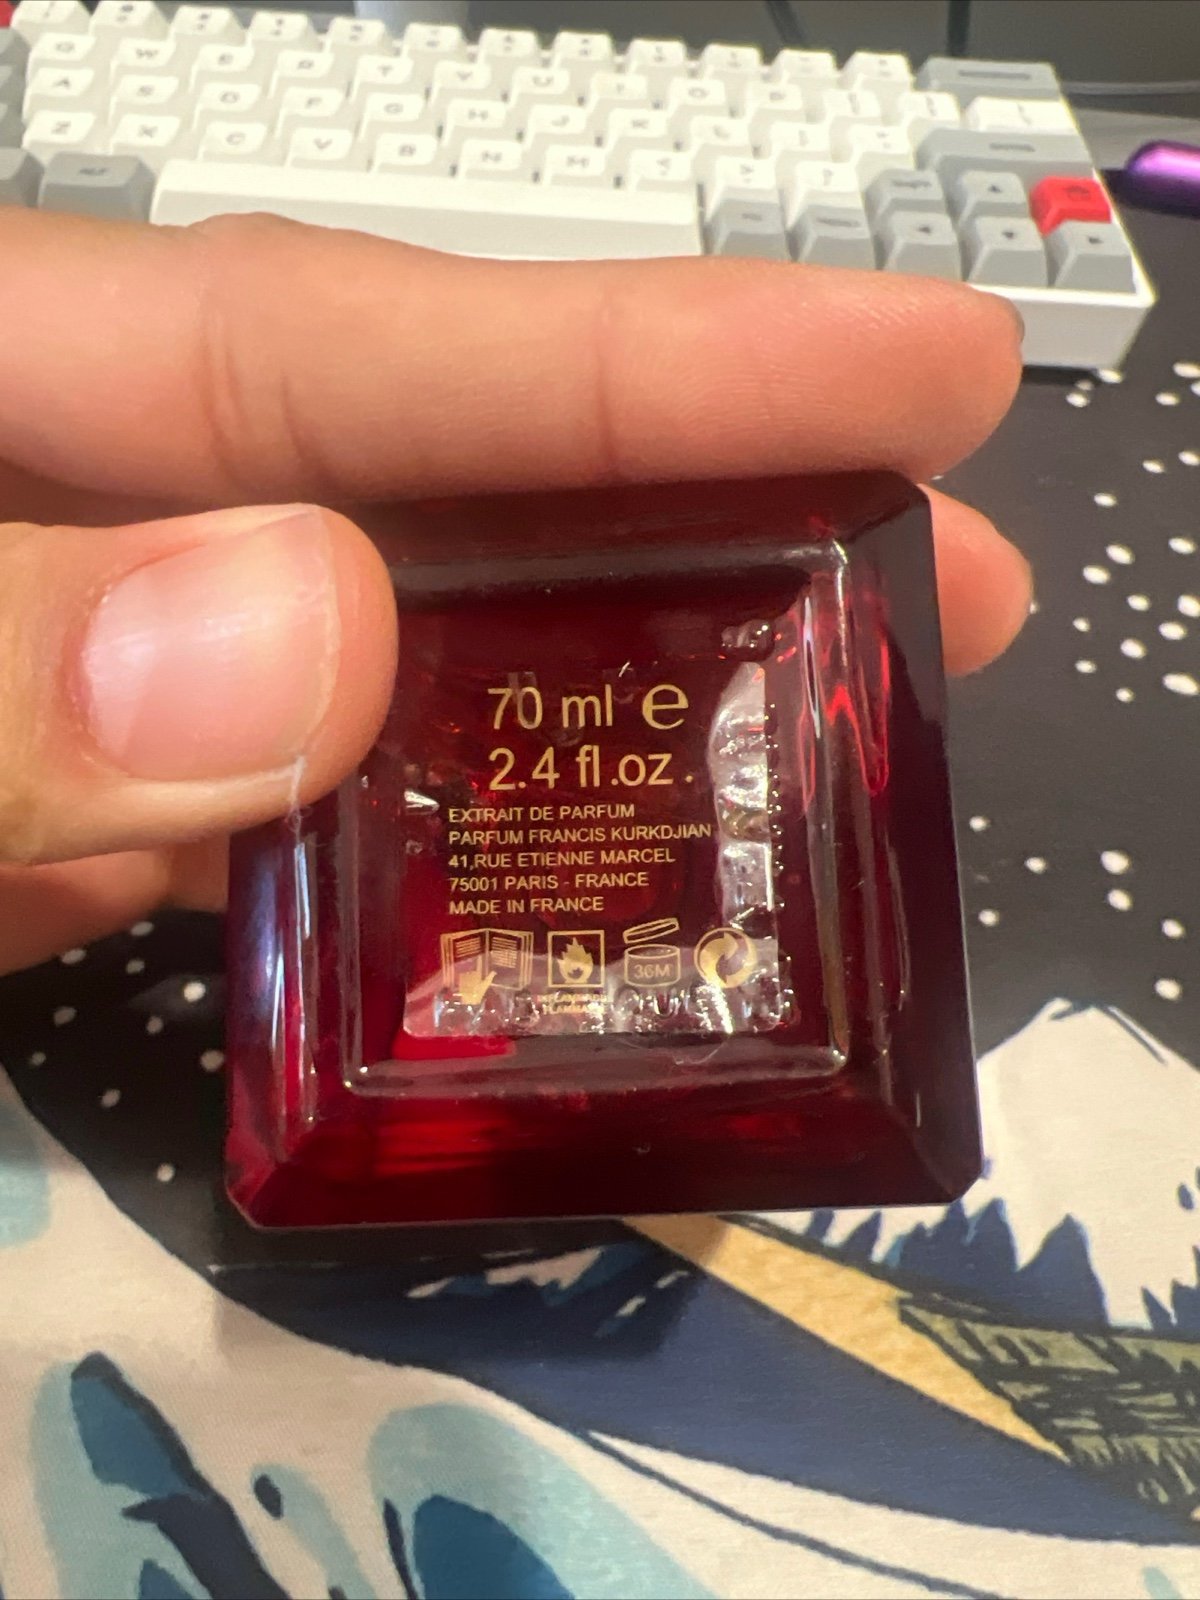 70 ml e
2.4 fl.oz.
EXTRAIT DE PARFUM
PARFUM FRANCIS KURKDJIAN
41,RUE ETIENNE MARCEL
75001 PARIS - FRANCE
MADE IN FRANCE
36M